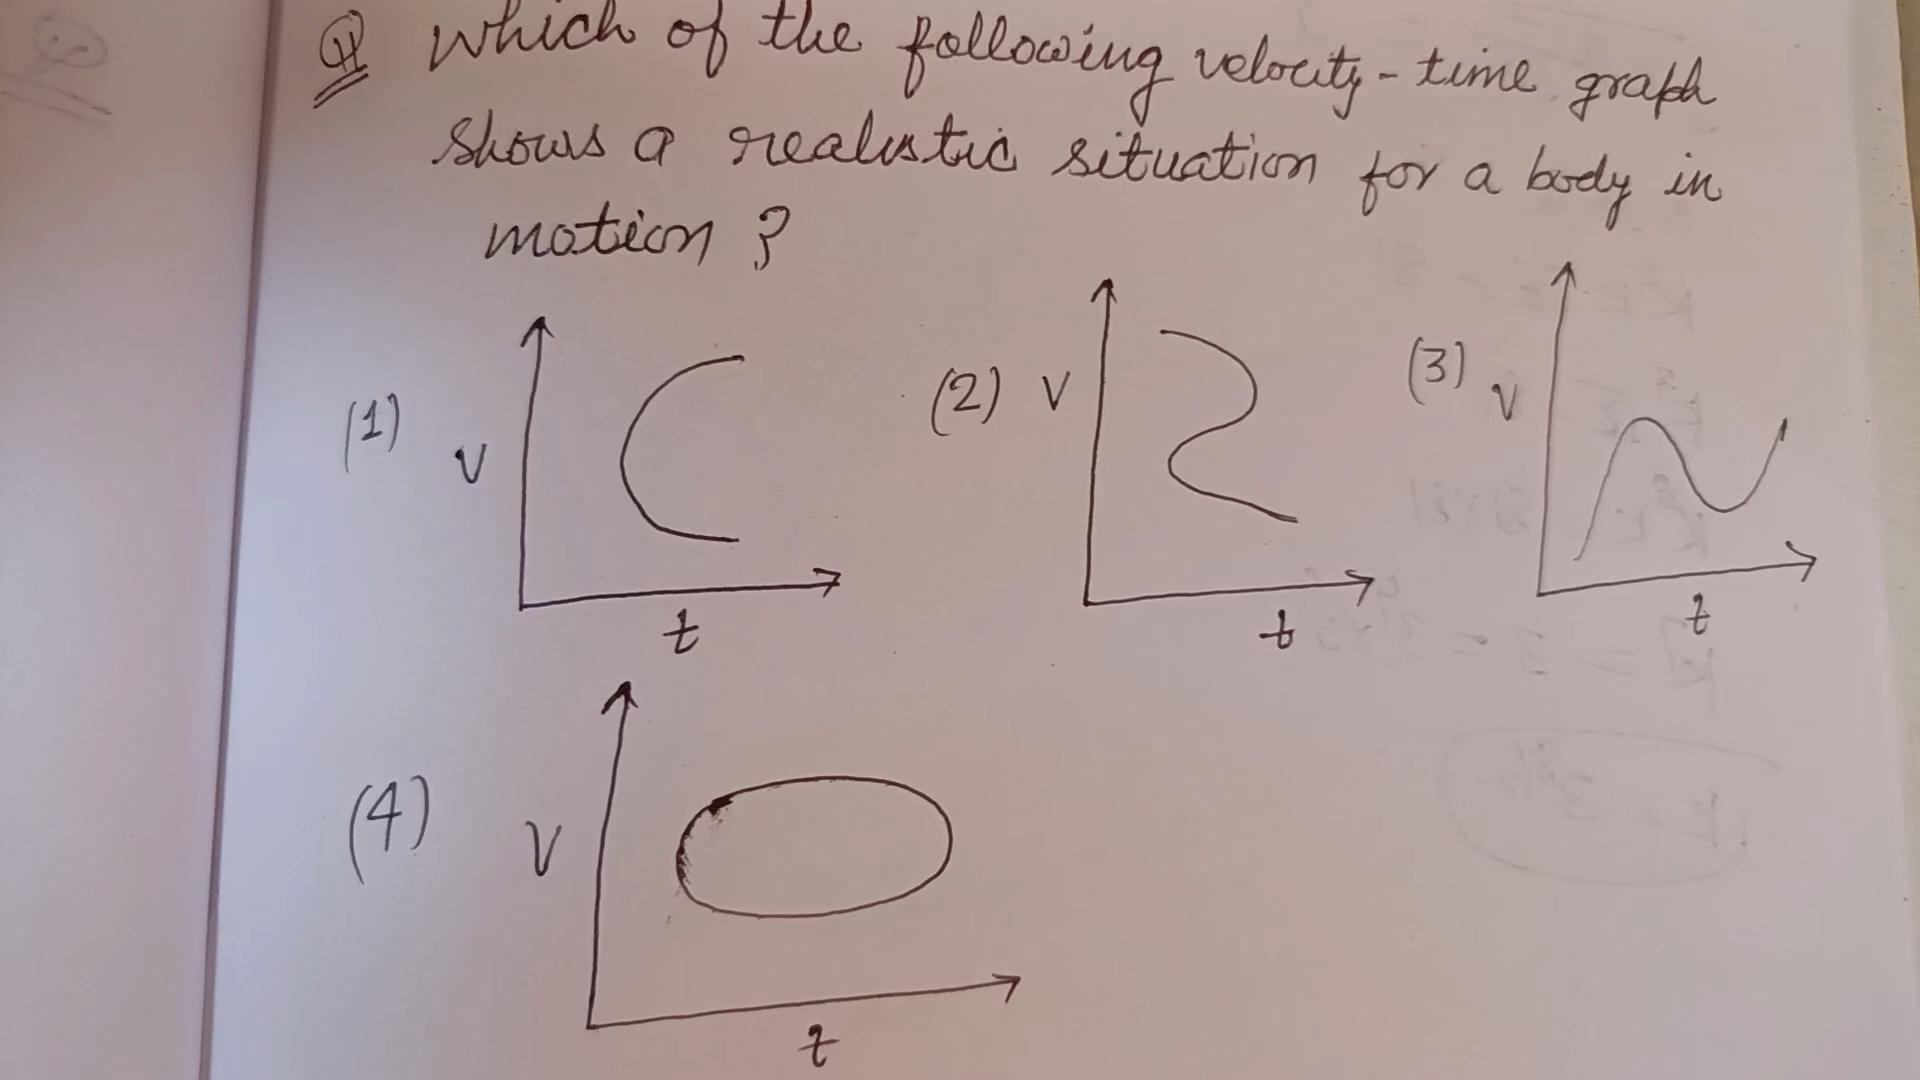 Q which of the following velocity-time graph
shows a realistic situation for a body in
motion ?
(1) V t
(2) V t
(3) V t
(4) V t